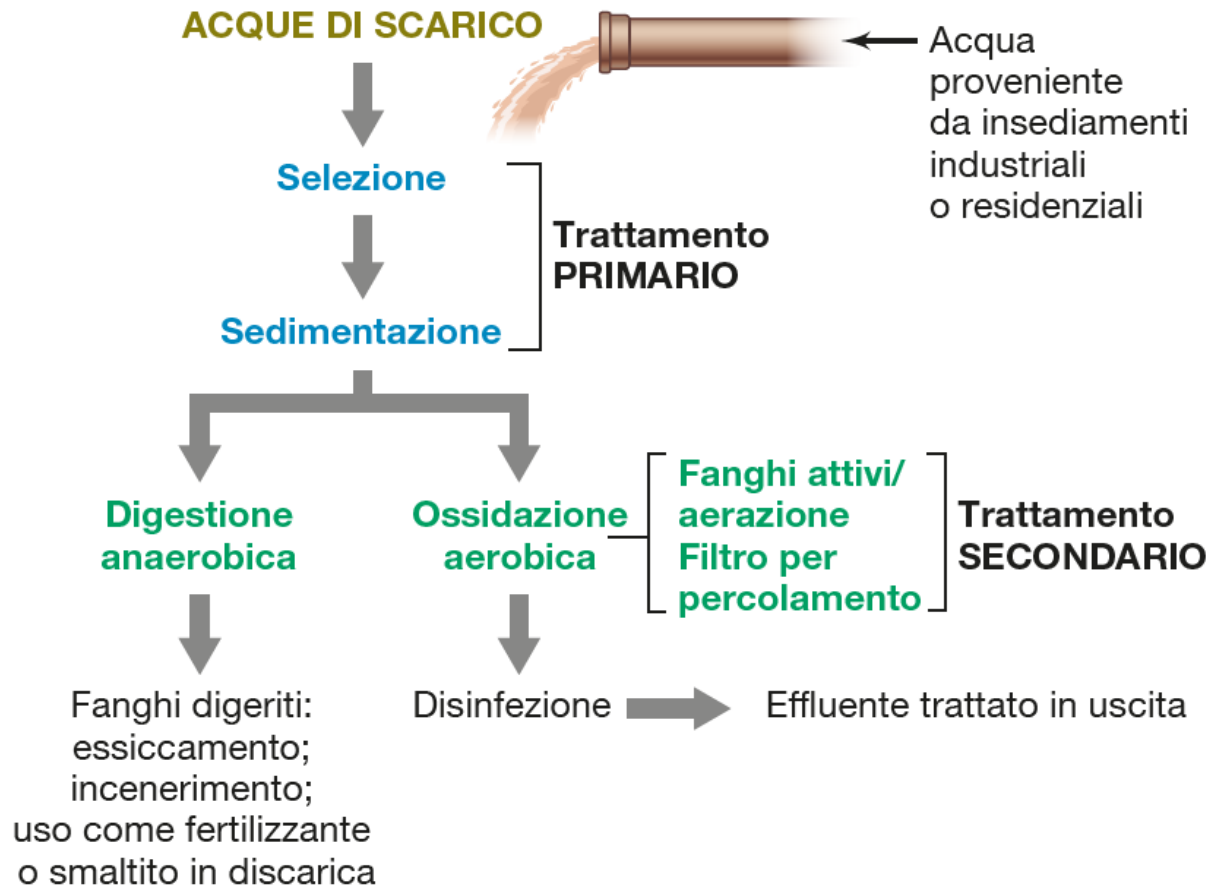 ACQUE DI SCARICO
Acqua
proveniente
da insediamenti
industriali
o residenziali
Selezione
Trattamento
PRIMARIO
Sedimentazione
Digestione
anaerobica
Ossidazione
aerobica
Fanghi attivi/
aerazione
Filtro per
percolamento
Trattamento
SECONDARIO
Fanghi digeriti:
essiccamento;
incenerimento;
uso come fertilizzante
o smaltito in discarica
Disinfezione
Effluente trattato in uscita